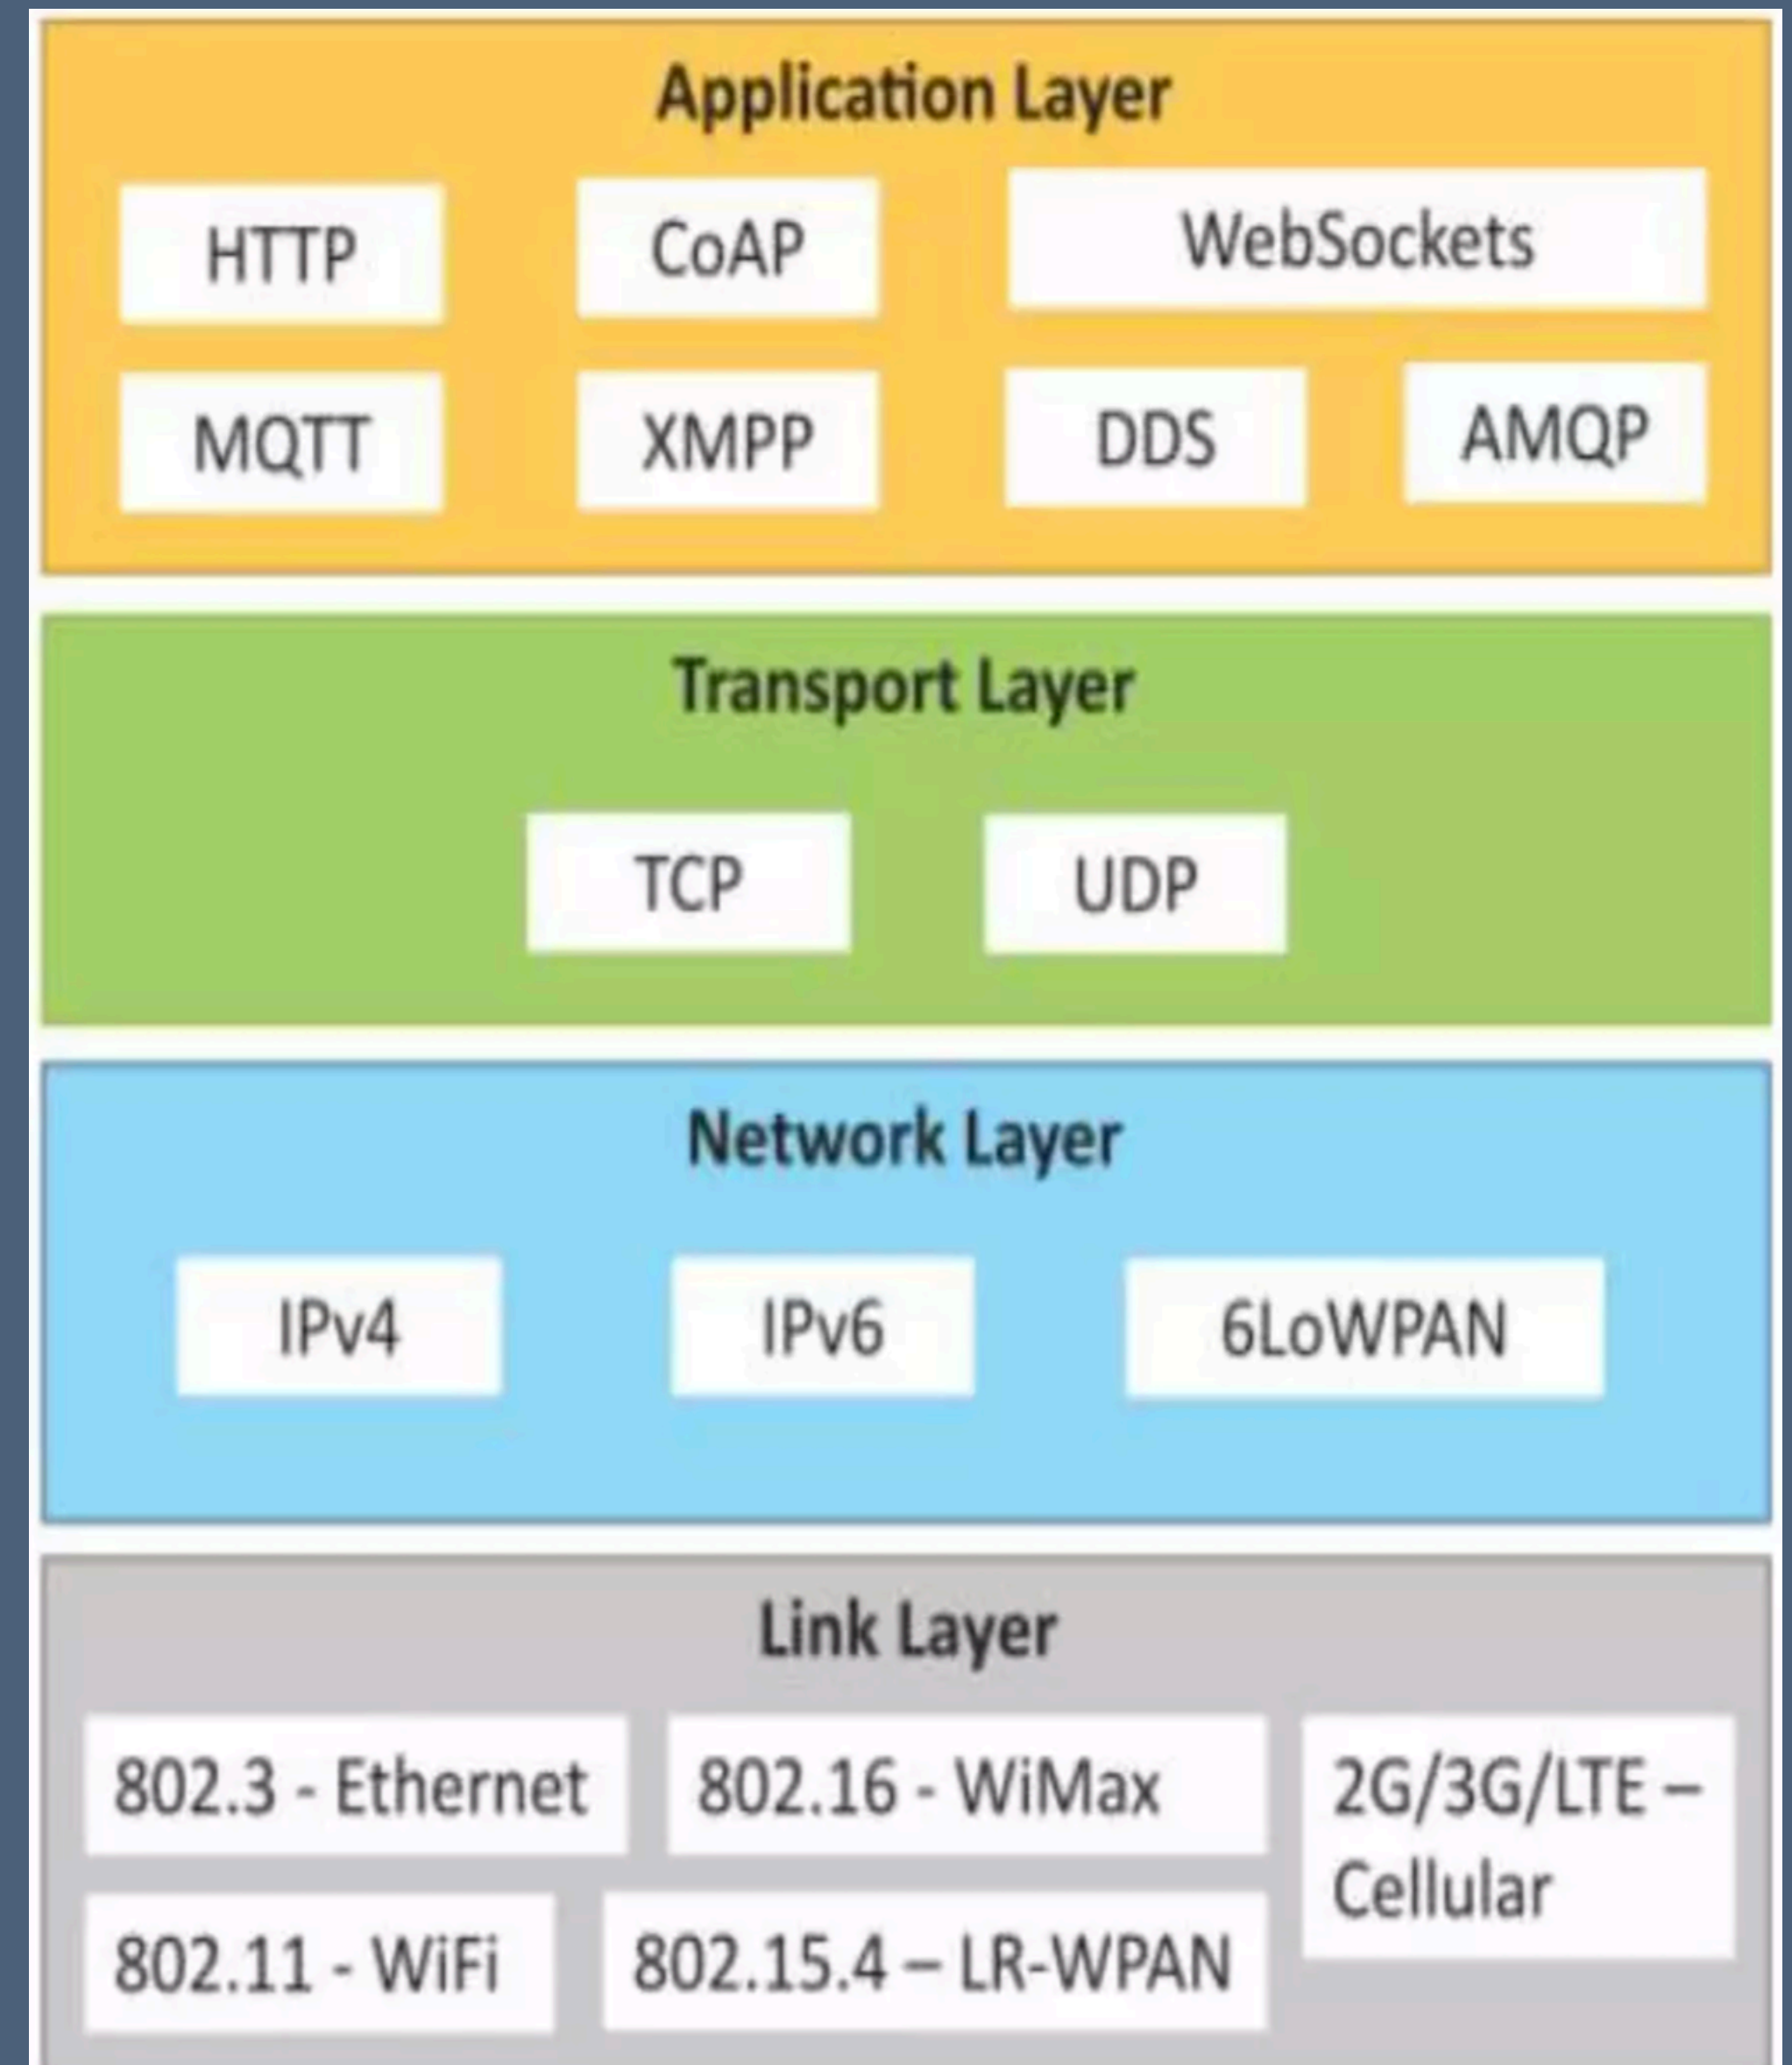 Application Layer
HTTP
CoAP
WebSockets
MQTT
XMPP
DDS
AMQP
Transport Layer
TCP
UDP
Network Layer
IPv4
IPv6
6LoWPAN
Link Layer
802.3 - Ethernet
802.16 - WiMax
2G/3G/LTE –
Cellular
802.11 - WiFi
802.15.4 – LR-WPAN